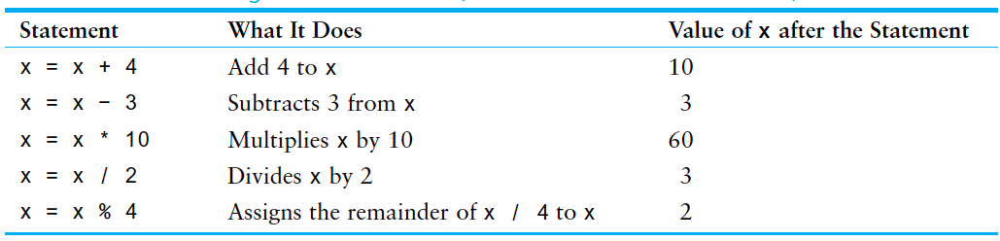 Statement What It Does Value of x after the Statement
x = x + 4 Add 4 to x 10
x = x - 3 Subtracts 3 from x 3
x = x * 10 Multiplies x by 10 60
x = x / 2 Divides x by 2 3
x = x % 4 Assigns the remainder of x / 4 to x 2